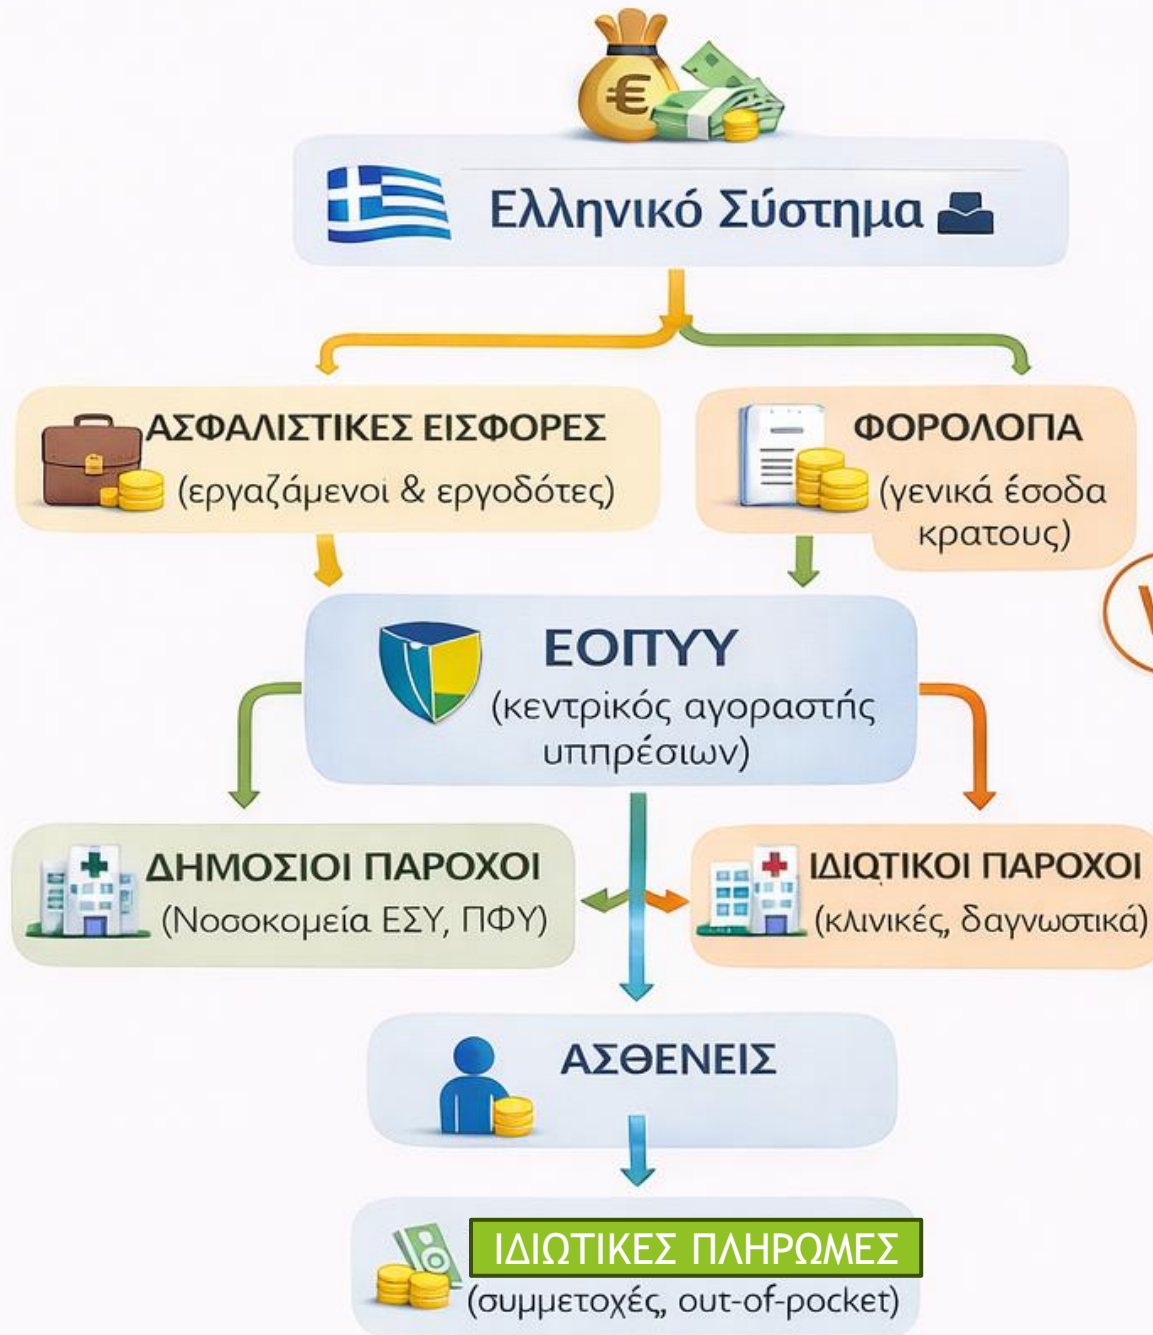 €
Ελληνικό Σύστημα
ΑΣΦΑΛΙΣΤΙΚΕΣ ΕΙΣΦΟΡΕΣ
(εργαζάμενοι & εργοδότες)
ΦΟΡΟΛΟΠΑ
(γενικά έσοδα
κρατους)
ΕΟΠΥΥ
(κεντρικός αγοραστής
υππρέσιων)
ΔΗΜΟΣΙΟΙ ΠΑΡΟΧΟΙ
(Νοσοκομεία ΕΣΥ, ΠΦΥ)
ΙΔΙΩΤΙΚΟΙ ΠΑΡΟΧΟΙ
(κλινικές, δαγνωστικά)
ΑΣΘΕΝΕΙΣ
ΙΔΙΩΤΙΚΕΣ ΠΛΗΡΩΜΕΣ
(συμμετοχές, out-of-pocket)